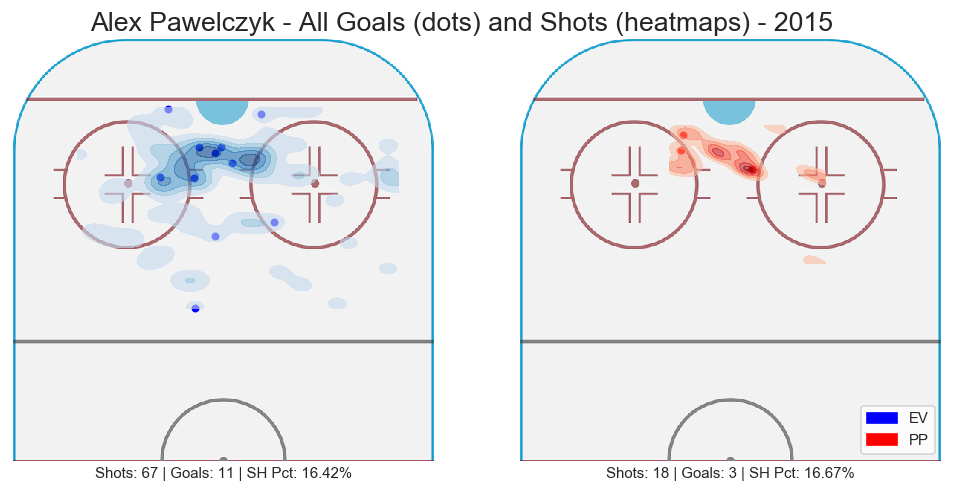 Alex Pawelczyk - All Goals (dots) and Shots (heatmaps) - 2015
EV
PP
Shots: 67 | Goals: 11 | SH Pct: 16.42%
Shots: 18 | Goals: 3 | SH Pct: 16.67%